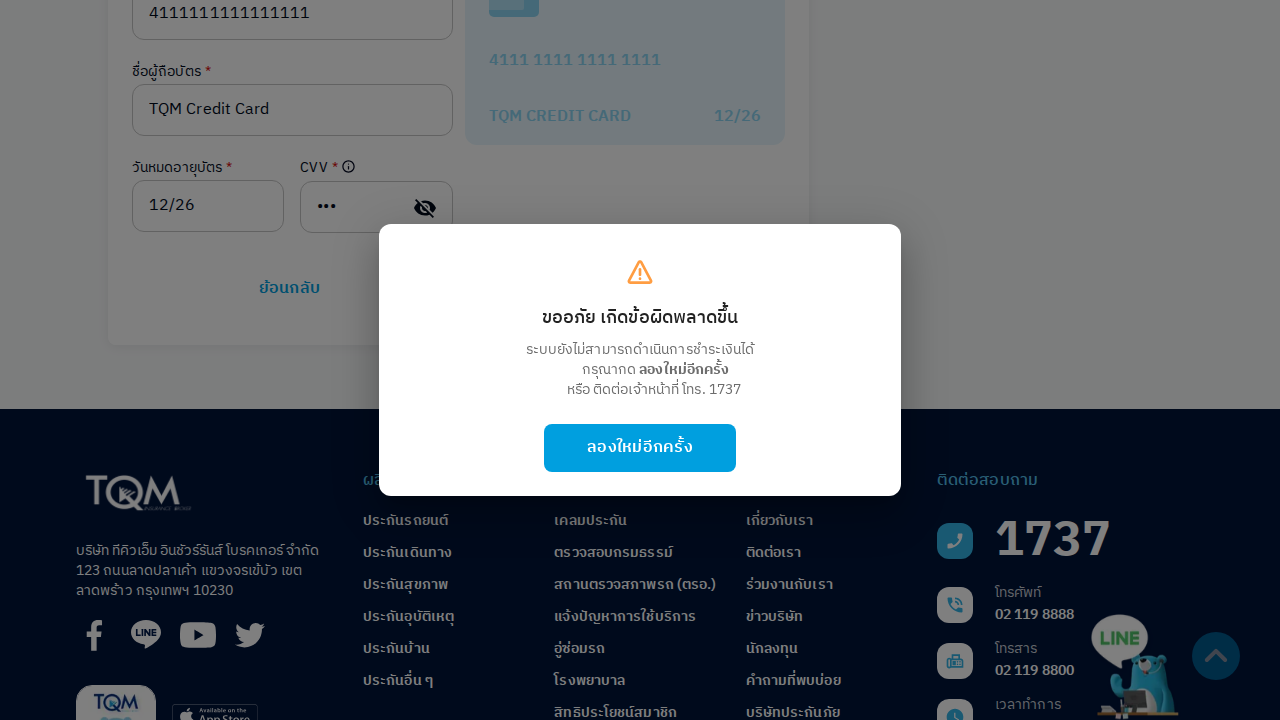 4111111111111111
4111 1111 1111 1111
ชื่อผู้ถือบัตร *
TQM Credit Card
TQM CREDIT CARD 12/26
วันหมดอายุบัตร *
CVV *
12/26
•••
ย้อนกลับ
ขออภัย เกิดข้อผิดพลาดขึ้น
ระบบยังไม่สามารถดำเนินการชำระเงินได้
กรุณากด ลองใหม่อีกครั้ง
หรือ ติดต่อเจ้าหน้าที่ โทร. 1737
ลองใหม่อีกครั้ง
TQM
บริษัท ทีคิวเอ็ม อินชัวร์รันส์ โบรคเกอร์ จำกัด
123 ถนนลาดปลาเค้า แขวงจรเข้บัว เขต
ลาดพร้าว กรุงเทพฯ 10230
LINE
TQM
Available on the
App Store
ประกันรถยนต์
ประกันเดินทาง
ประกันสุขภาพ
ประกันอุบัติเหตุ
ประกันบ้าน
ประกันอื่น ๆ
เคลมประกัน
ตรวจสอบกรมธรรม์
สถานตรวจสภาพรถ (ตรอ.)
แจ้งปัญหาการใช้บริการ
อู่ซ่อมรถ
โรงพยาบาล
สิทธิประโยชน์สมาชิก
เกี่ยวกับเรา
ติดต่อเรา
ร่วมงานกับเรา
ข่าวบริษัท
นักลงทุน
คำถามที่พบบ่อย
บริษัทประกันภัย
ติดต่อสอบถาม
1737
โทรศัพท์
02 119 8888
โทรสาร
02 119 8800
เวลาทำการ
LINE